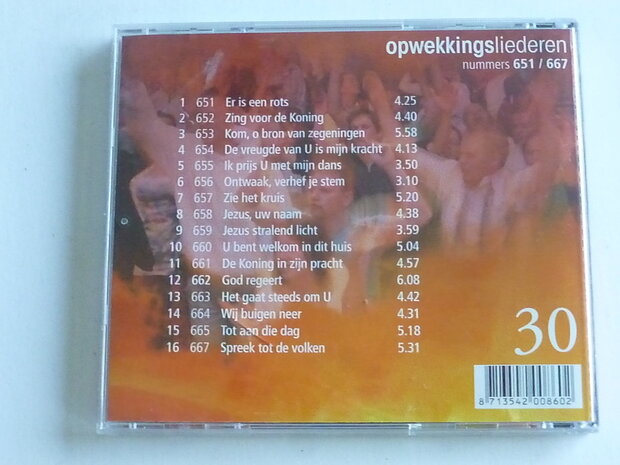 opwekkingsliederen
nummers 651 / 667
1 651 Er is een rots 4.25
2 652 Zing voor de Koning 4.40
3 653 Kom, o bron van zegeningen 5.58
4 654 De vreugde van U is mijn kracht 4.13
5 655 Ik prijs U met mijn dans 3.50
6 656 Ontwaak, verhef je stem 3.10
7 657 Zie het kruis 5.20
8 658 Jezus, uw naam 4.38
9 659 Jezus stralend licht 3.59
10 660 U bent welkom in dit huis 5.04
11 661 De Koning in zijn pracht 4.57
12 662 God regeert 6.08
13 663 Het gaat steeds om U 4.42
14 664 Wij buigen neer 4.31
15 665 Tot aan die dag 5.18
16 667 Spreek tot de volken 5.31
30
8 713542 008602